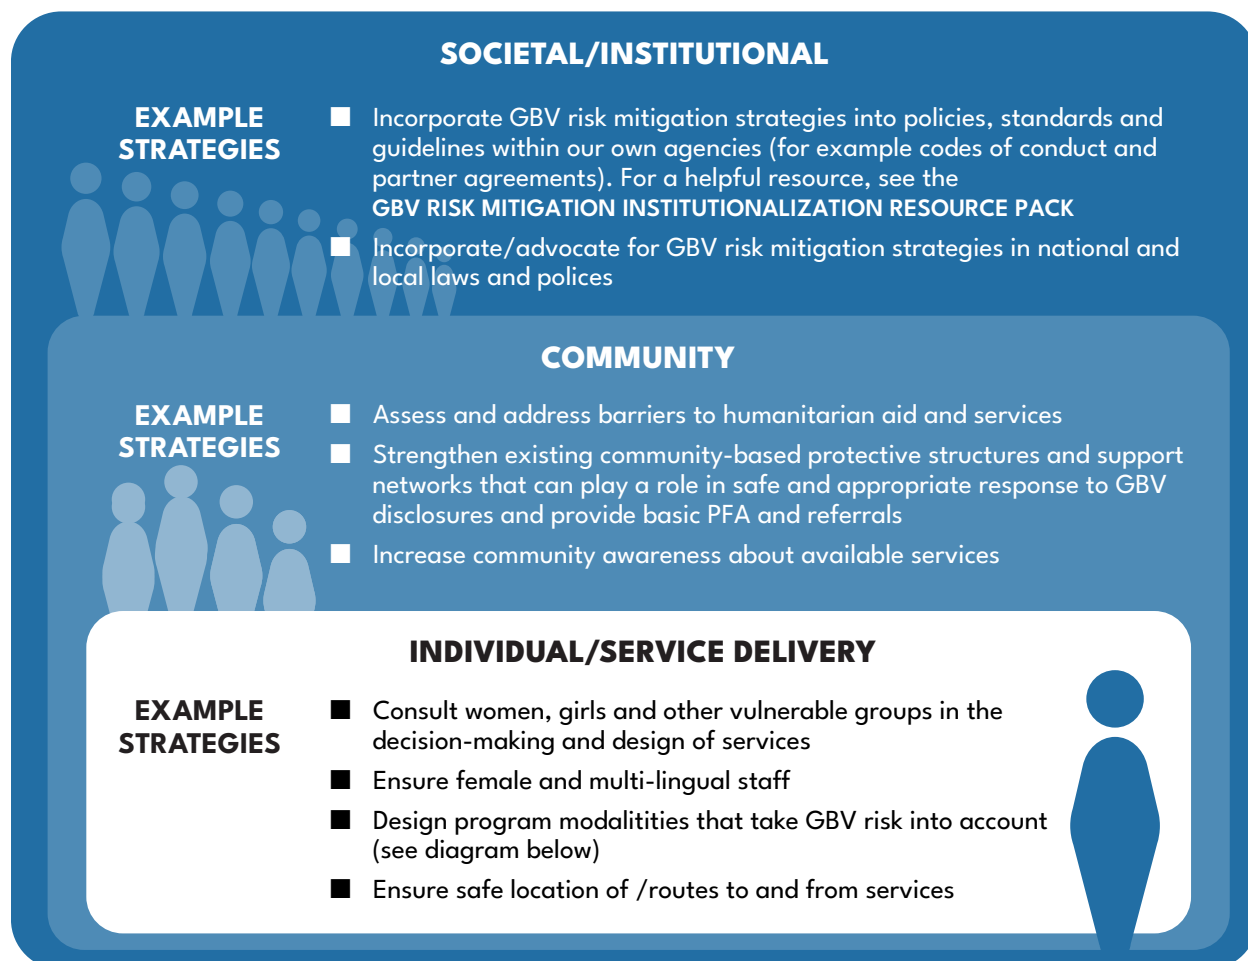 SOCIETAL/INSTITUTIONAL
EXAMPLE
STRATEGIES
■ Incorporate GBV risk mitigation strategies into policies, standards and
guidelines within our own agencies (for example codes of conduct and
partner agreements). For a helpful resource, see the
GBV RISK MITIGATION INSTITUTIONALIZATION RESOURCE PACK
■ Incorporate/advocate for GBV risk mitigation strategies in national and
local laws and polices
COMMUNITY
EXAMPLE
STRATEGIES
■ Assess and address barriers to humanitarian aid and services
■ Strengthen existing community-based protective structures and support
networks that can play a role in safe and appropriate response to GBV
disclosures and provide basic PFA and referrals
■ Increase community awareness about available services
INDIVIDUAL/SERVICE DELIVERY
EXAMPLE
STRATEGIES
■ Consult women, girls and other vulnerable groups in the
decision-making and design of services
■ Ensure female and multi-lingual staff
■ Design program modalitities that take GBV risk into account
(see diagram below)
■ Ensure safe location of /routes to and from services